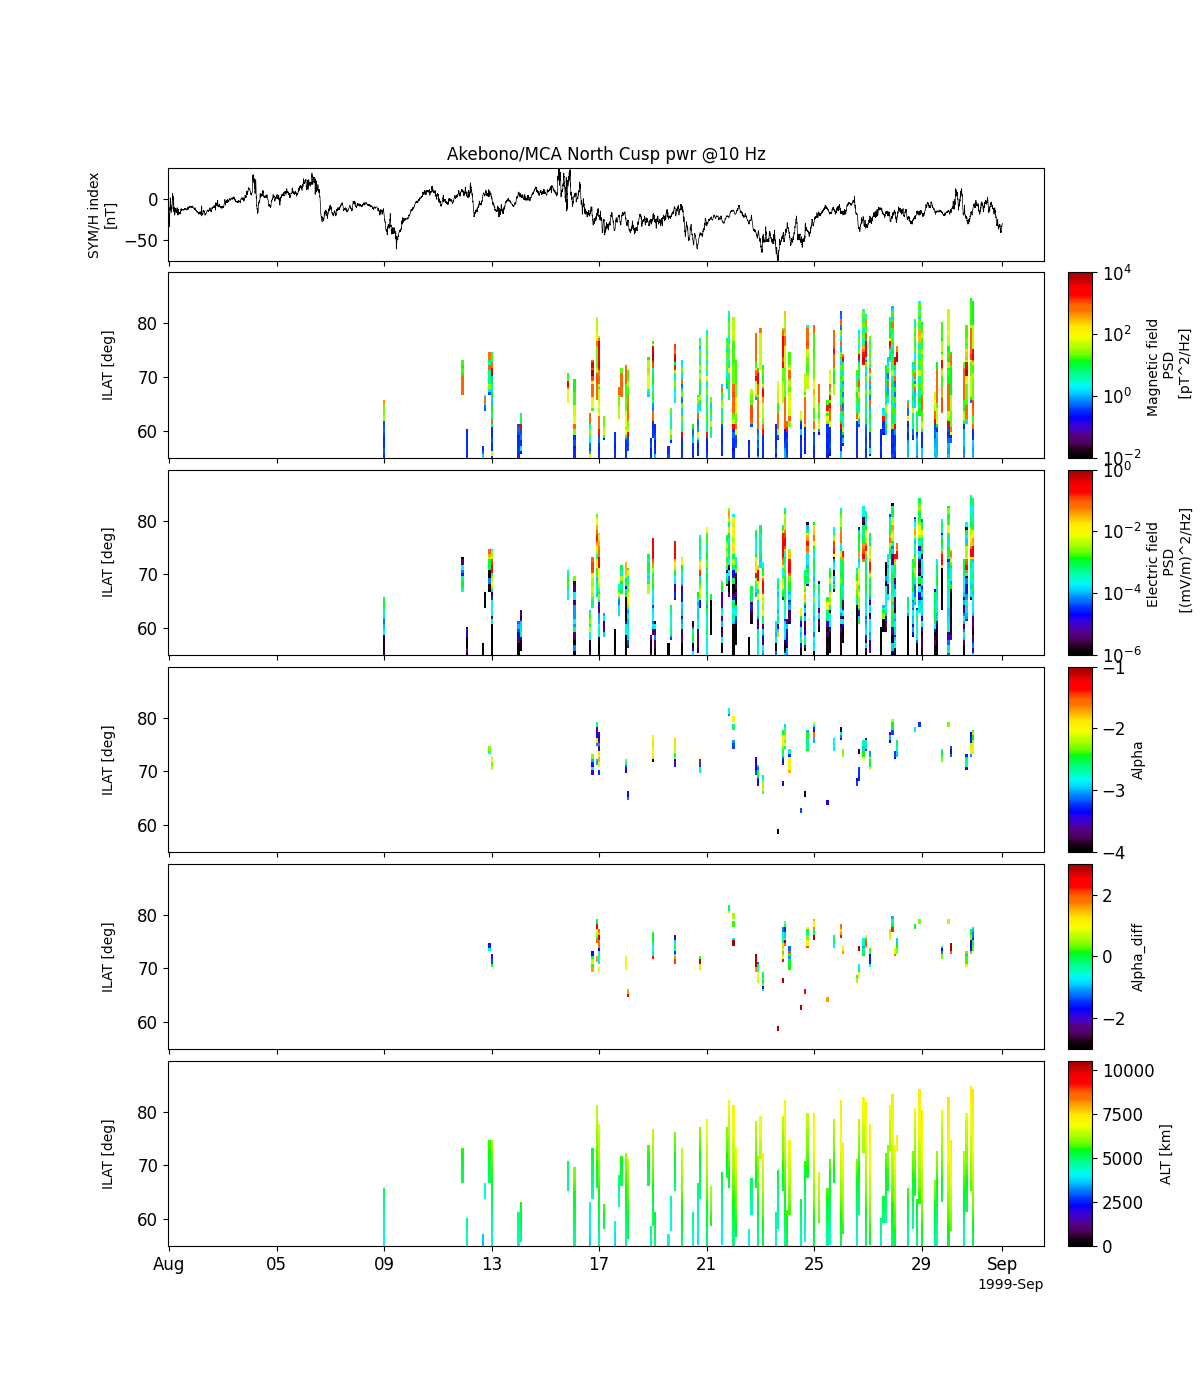 Akebono/MCA North Cusp pwr @10 Hz
SYM/H index
[nT]
0
−50
ILAT [deg]
80
70
60
10^4
10^2
10^0
10^−2
Magnetic field
PSD
[pT^2/Hz]
ILAT [deg]
80
70
60
10^0
10^−2
10^−4
10^−6
Electric field
PSD
[(mV/m)^2/Hz]
ILAT [deg]
80
70
60
−1
−2
−3
−4
Alpha
ILAT [deg]
80
70
60
2
0
−2
Alpha_diff
ILAT [deg]
80
70
60
10000
7500
5000
2500
0
ALT [km]
Aug 05 09 13 17 21 25 29 Sep
1999-Sep